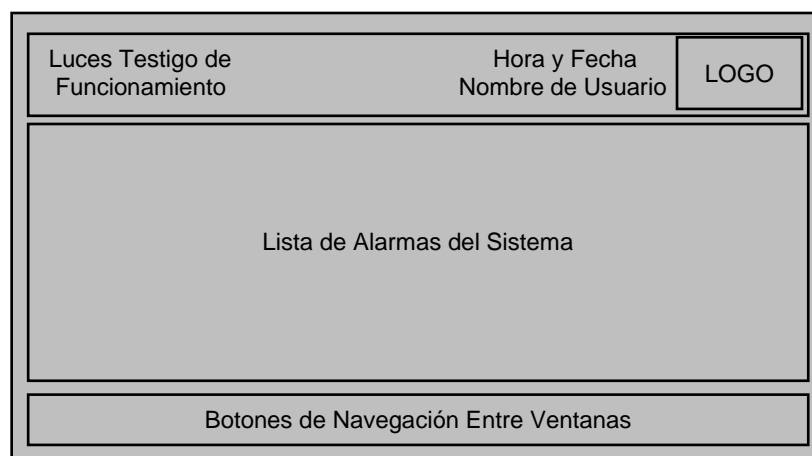 Luces Testigo de
Funcionamiento
Hora y Fecha
Nombre de Usuario
LOGO
Lista de Alarmas del Sistema
Botones de Navegación Entre Ventanas